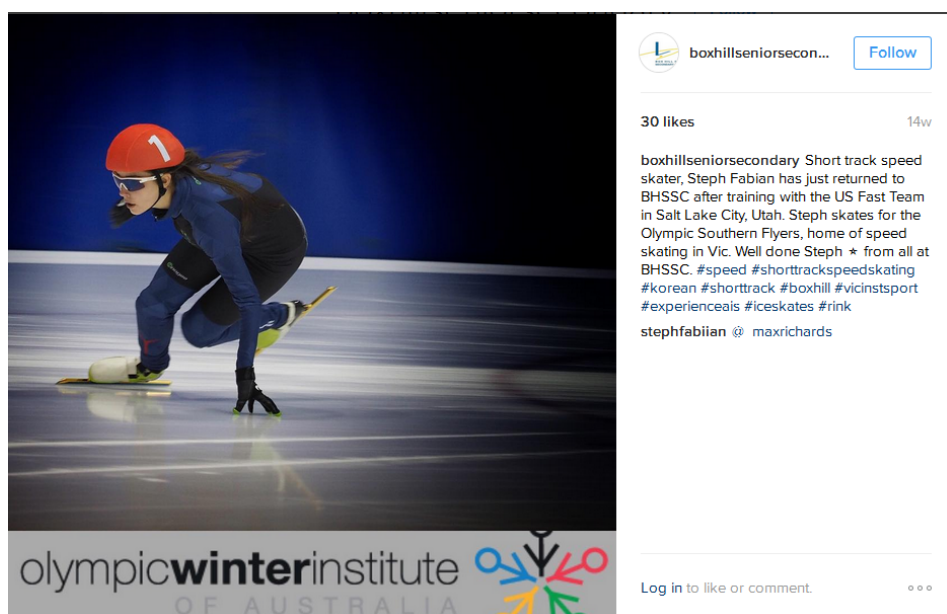 1
olympicwinterinstitute
OF AUSTRALIA
boxhillseniorsecon...
Follow
30 likes
14w
boxhillseniorsecondary Short track speed
skater, Steph Fabian has just returned to
BHSSC after training with the US Fast Team
in Salt Lake City, Utah. Steph skates for the
Olympic Southern Flyers, home of speed
skating in Vic. Well done Steph ★ from all at
BHSSC. #speed #shorttrackspeedskating
#korean #shorttrack #boxhill #vicinstsport
#experienceais #iceskates #rink
stephfabiian @ maxrichards
Log in to like or comment.